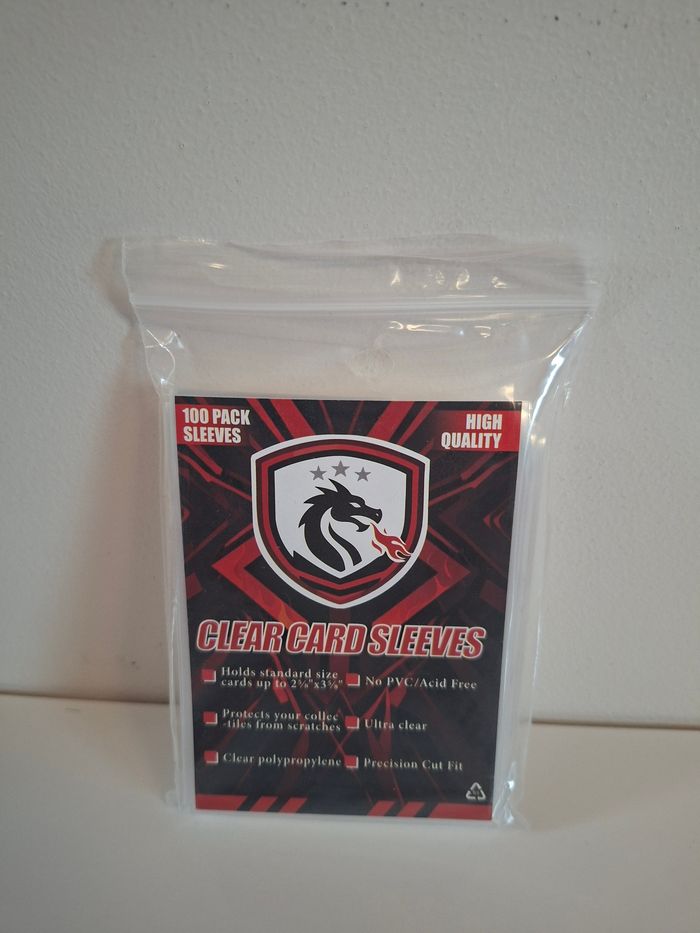 100 PACK
SLEEVES
HIGH
QUALITY
CLEAR CARD SLEEVES
Holds standard size
cards up to 2⅝"x3⅝"
No PVC/Acid Free
Protects your collec
-tiles from scratches
Ultra clear
Clear polypropylene
Precision Cut Fit